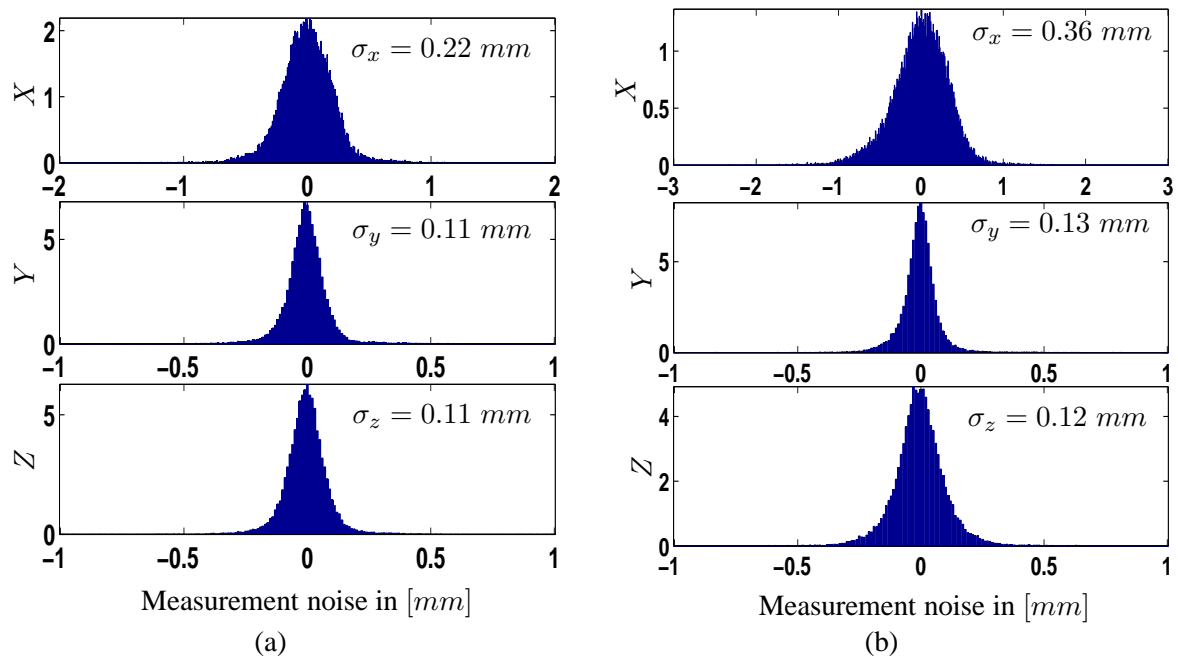 2
1
0
X
σx = 0.22 mm
−2 −1 0 1 2
5
0
Y
σy = 0.11 mm
−1 −0.5 0 0.5 1
5
0
Z
σz = 0.11 mm
−1 −0.5 0 0.5 1
Measurement noise in [mm]
(a)
1
0.5
0
X
σx = 0.36 mm
−3 −2 −1 0 1 2 3
5
0
Y
σy = 0.13 mm
−1 −0.5 0 0.5 1
4
2
0
Z
σz = 0.12 mm
−1 −0.5 0 0.5 1
Measurement noise in [mm]
(b)